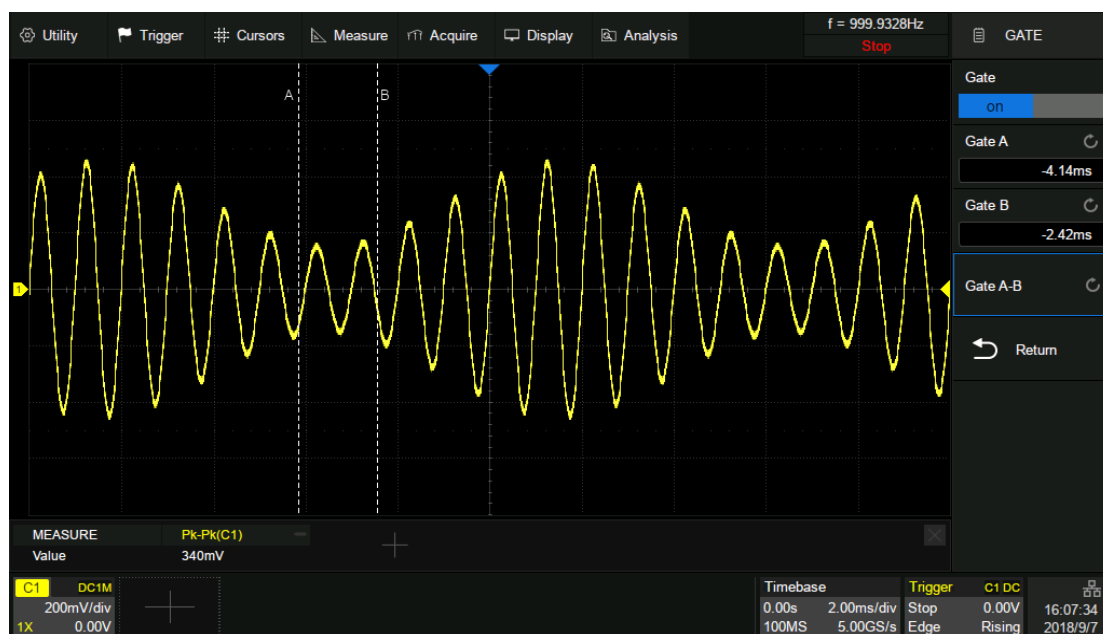 Utility
Trigger
Cursors
Measure
Acquire
Display
Analysis
f = 999.9328Hz
Stop
GATE
A
B
1
Gate
on
Gate A
-4.14ms
Gate B
-2.42ms
Gate A-B
Return
MEASURE Pk-Pk(C1)
Value 340mV
C1 DC1M
200mV/div
1X 0.00V
Timebase
0.00s 2.00ms/div
100MS 5.00GS/s
Trigger C1 DC
Stop 0.00V
Edge Rising
16:07:34
2018/9/7